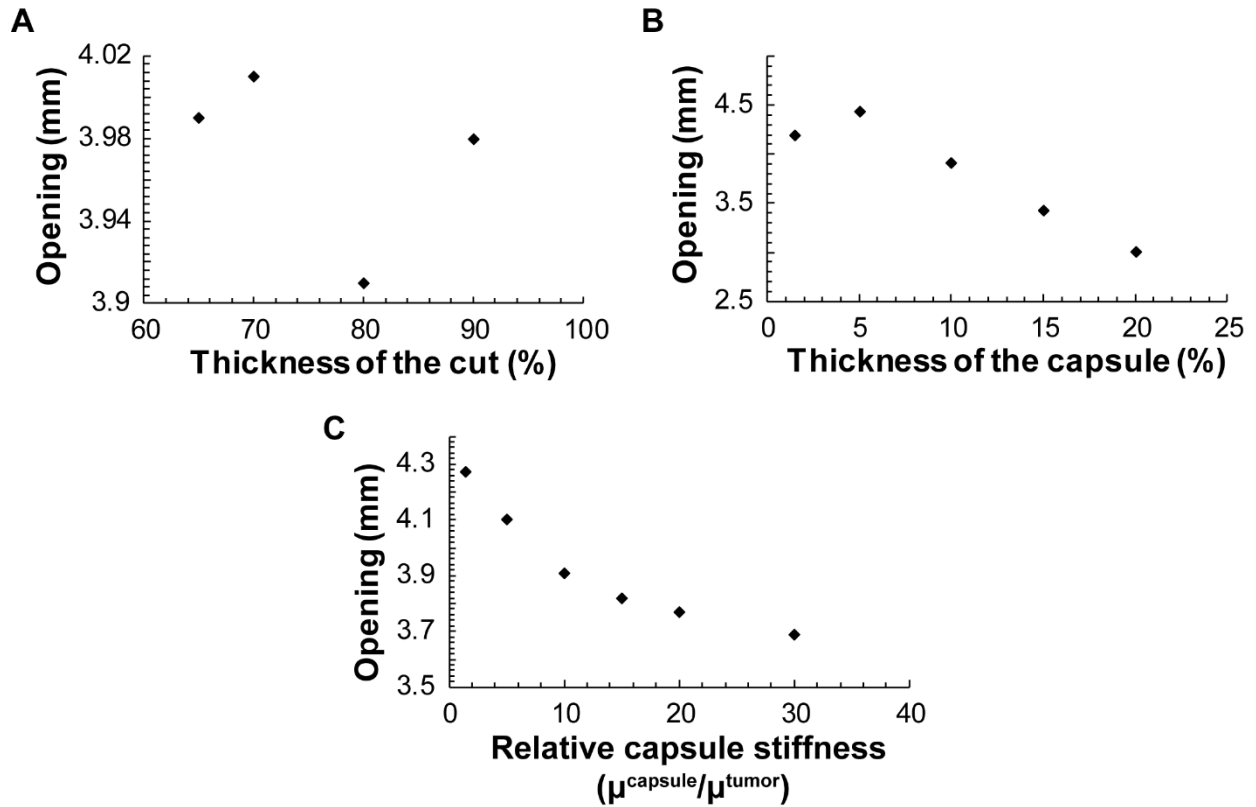 A
Opening (mm)
4.02
3.98
3.94
3.9
60 70 80 90 100
Thickness of the cut (%)
B
Opening (mm)
4.5
3.5
2.5
0 5 10 15 20 25
Thickness of the capsule (%)
C
Opening (mm)
4.3
4.1
3.9
3.7
3.5
0 10 20 30 40
Relative capsule stiffness
(μcapsule/μtumor)